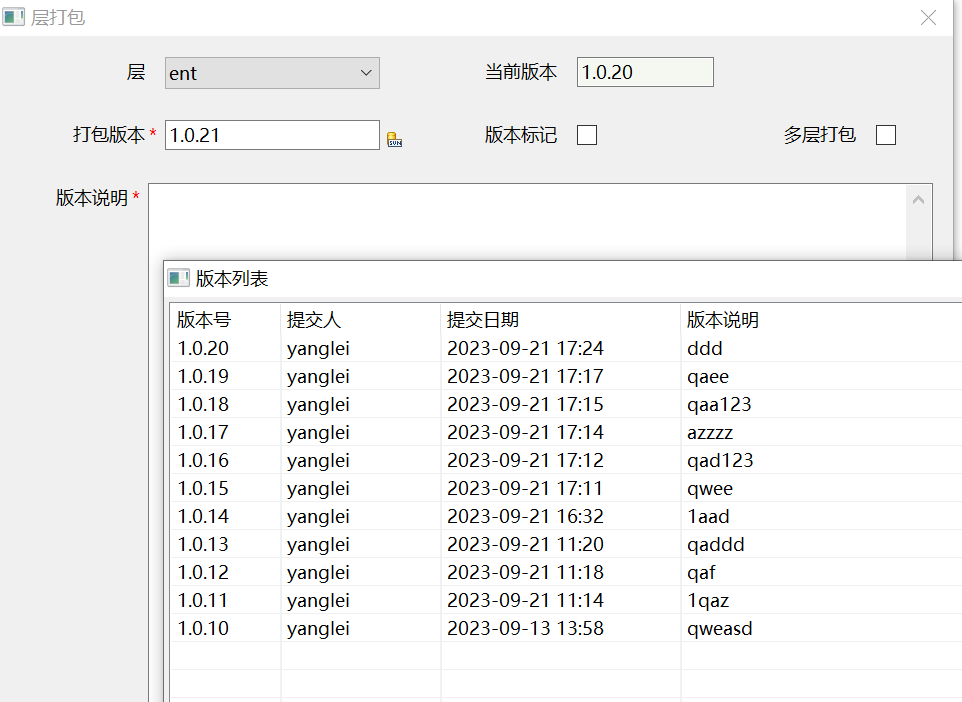 层打包
层 ent 当前版本 1.0.20
打包版本 * 1.0.21 版本标记 多层打包
版本说明 *
版本列表
版本号 提交人 提交日期 版本说明
1.0.20 yanglei 2023-09-21 17:24 ddd
1.0.19 yanglei 2023-09-21 17:17 qaee
1.0.18 yanglei 2023-09-21 17:15 qaa123
1.0.17 yanglei 2023-09-21 17:14 azzzz
1.0.16 yanglei 2023-09-21 17:12 qad123
1.0.15 yanglei 2023-09-21 17:11 qwee
1.0.14 yanglei 2023-09-21 16:32 1aad
1.0.13 yanglei 2023-09-21 11:20 qaddd
1.0.12 yanglei 2023-09-21 11:18 qaf
1.0.11 yanglei 2023-09-21 11:14 1qaz
1.0.10 yanglei 2023-09-13 13:58 qweasd